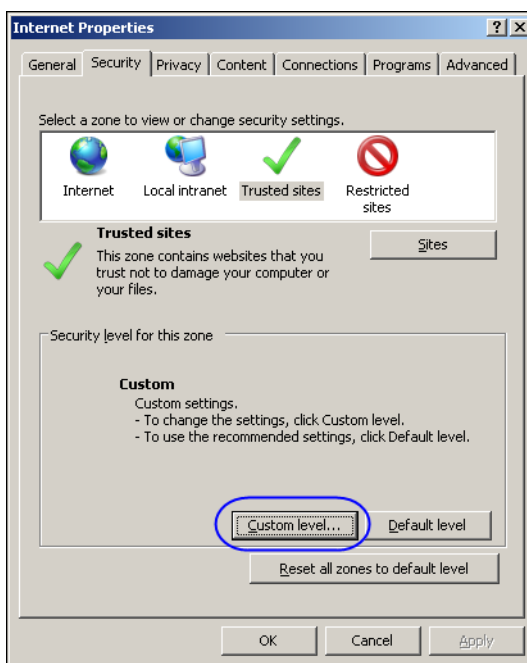 Internet Properties
General Security Privacy Content Connections Programs Advanced
Select a zone to view or change security settings.
Internet Local intranet Trusted sites Restricted
sites
Trusted sites
This zone contains websites that you
trust not to damage your computer or
your files.
Sites
Security level for this zone
Custom
Custom settings.
- To change the settings, click Custom level.
- To use the recommended settings, click Default level.
Custom level... Default level
Reset all zones to default level
OK Cancel Apply